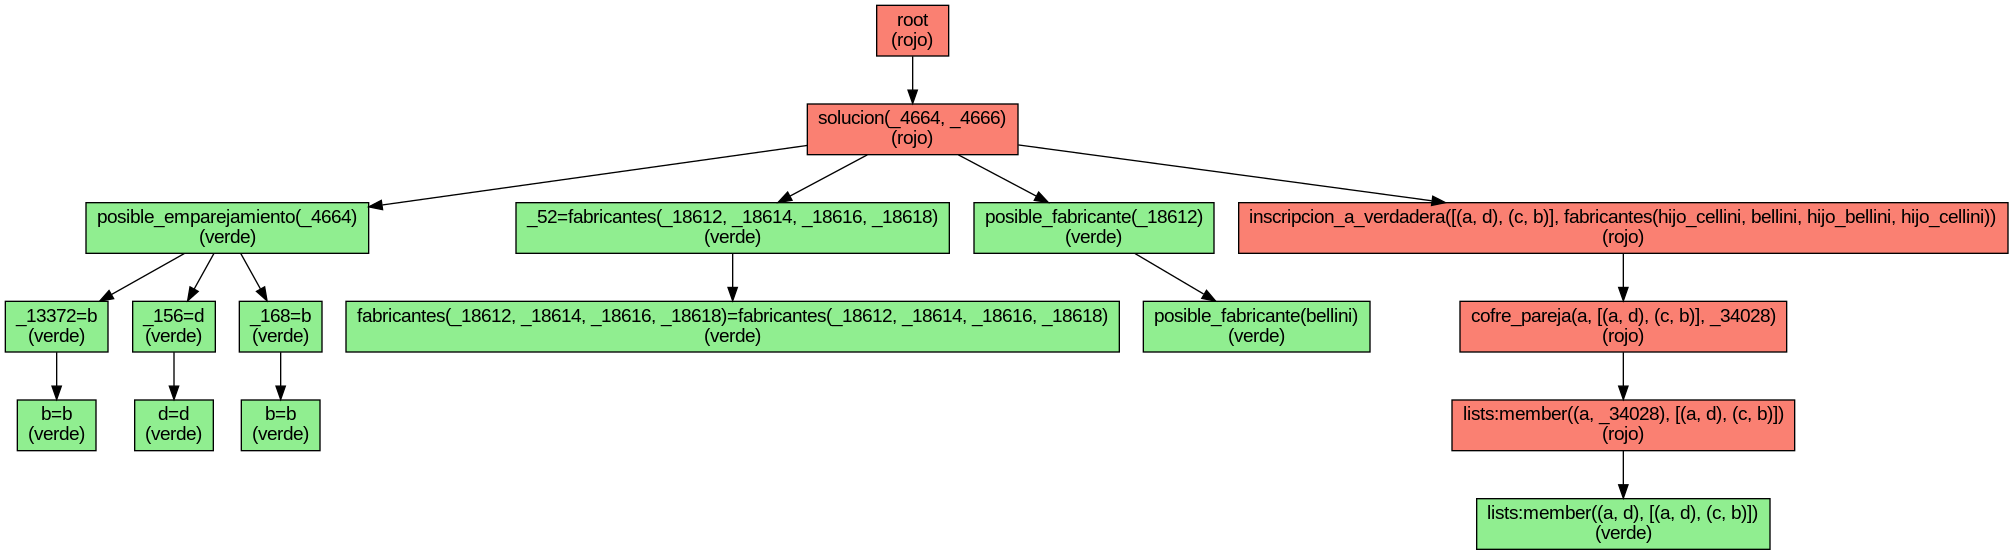 root
(rojo)
solucion(_4664, _4666)
(rojo)
posible_emparejamiento(_4664)
(verde)
_52=fabricantes(_18612, _18614, _18616, _18618)
(verde)
posible_fabricante(_18612)
(verde)
inscripcion_a_verdadera([(a, d), (c, b)], fabricantes(hijo_cellini, bellini, hijo_bellini, hijo_cellini))
(rojo)
_13372=b
(verde)
_156=d
(verde)
_168=b
(verde)
fabricantes(_18612, _18614, _18616, _18618)=fabricantes(_18612, _18614, _18616, _18618)
(verde)
posible_fabricante(bellini)
(verde)
cofre_pareja(a, [(a, d), (c, b)], _34028)
(rojo)
b=b
(verde)
d=d
(verde)
b=b
(verde)
lists:member((a, _34028), [(a, d), (c, b)])
(rojo)
lists:member((a, d), [(a, d), (c, b)])
(verde)